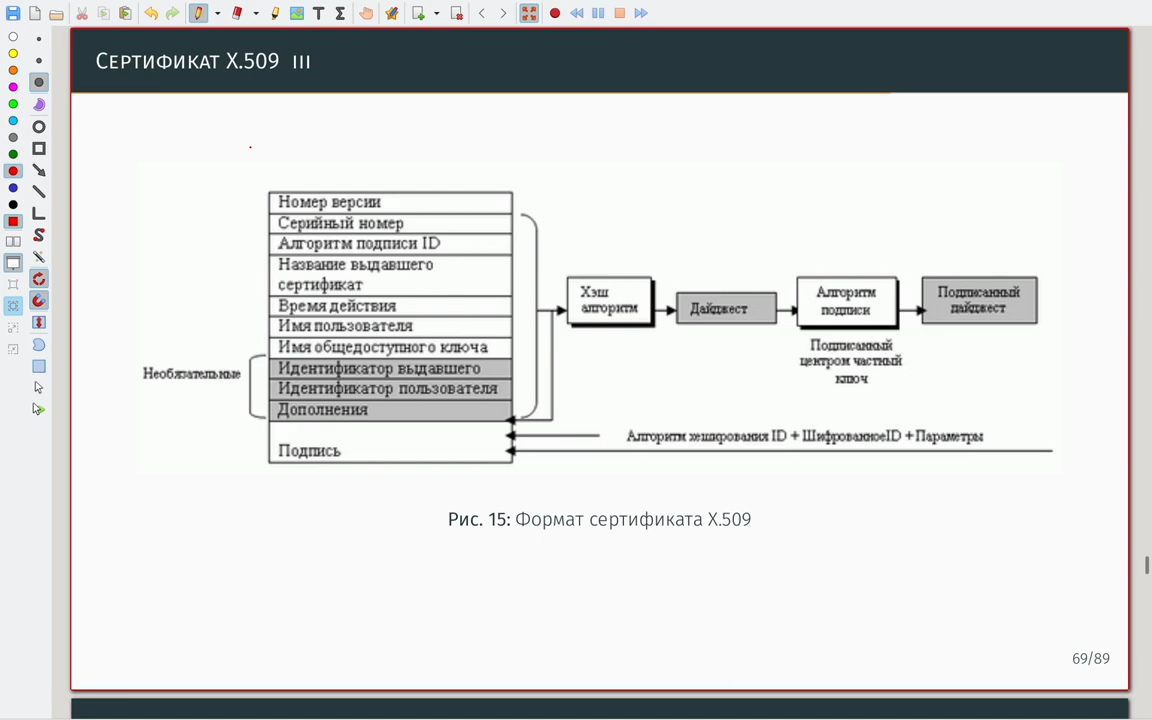 Сертификат X.509 III
Номер версии
Серийный номер
Алгоритм подписи ID
Название выдавшего
сертификат
Время действия
Имя пользователя
Имя общедоступного ключа
Идентификатор выдавшего
Идентификатор пользователя
Дополнения
Подпись
Необязательные
Хэш
алгоритм
Дайджест
Алгоритм
подписи
Подписанный
дайджест
Подписанный
центром частный
ключ
Алгоритм хеширования ID + ШифрованноеID + Параметры
Рис. 15: Формат сертификата X.509
69/89